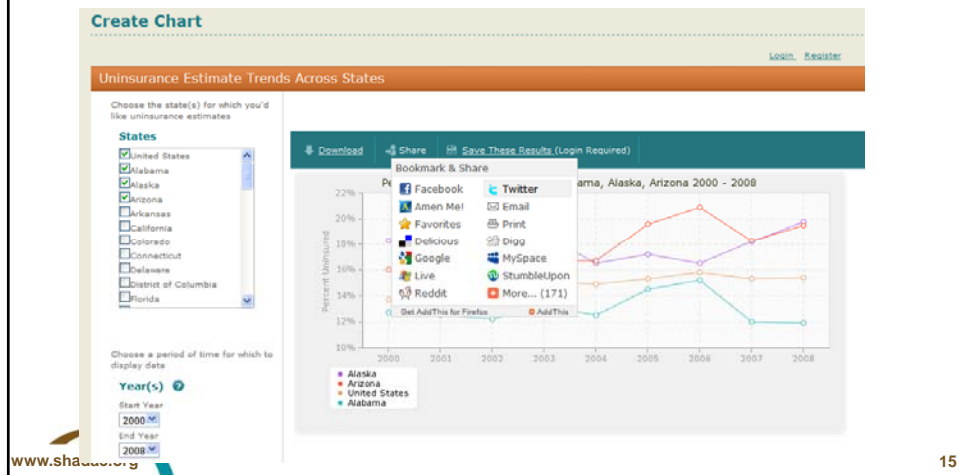 Create Chart
Login Register
Uninsurance Estimate Trends Across States
Choose the state(s) for which you'd
like uninsurance estimates
States
United States
Alabama
Alaska
Arizona
Arkansas
California
Colorado
Connecticut
Delaware
District of Columbia
Florida
Choose a period of time for which to
display data
Year(s) ?
Start Year
2000
End Year
2008
Download Share Save These Results (Login Required)
Bookmark & Share
Facebook Twitter
Amen Me! Email
Favorites Print
Delicious Digg
Google MySpace
Live StumbleUpon
Reddit More... (171)
Get AddThis for Firefox AddThis
Alaska, Arizona 2000 - 2008
Percent Uninsured
22%
20%
18%
16%
14%
12%
10%
2000 2001 2002 2003 2004 2005 2006 2007 2008
Alaska
Arizona
United States
Alabama
15